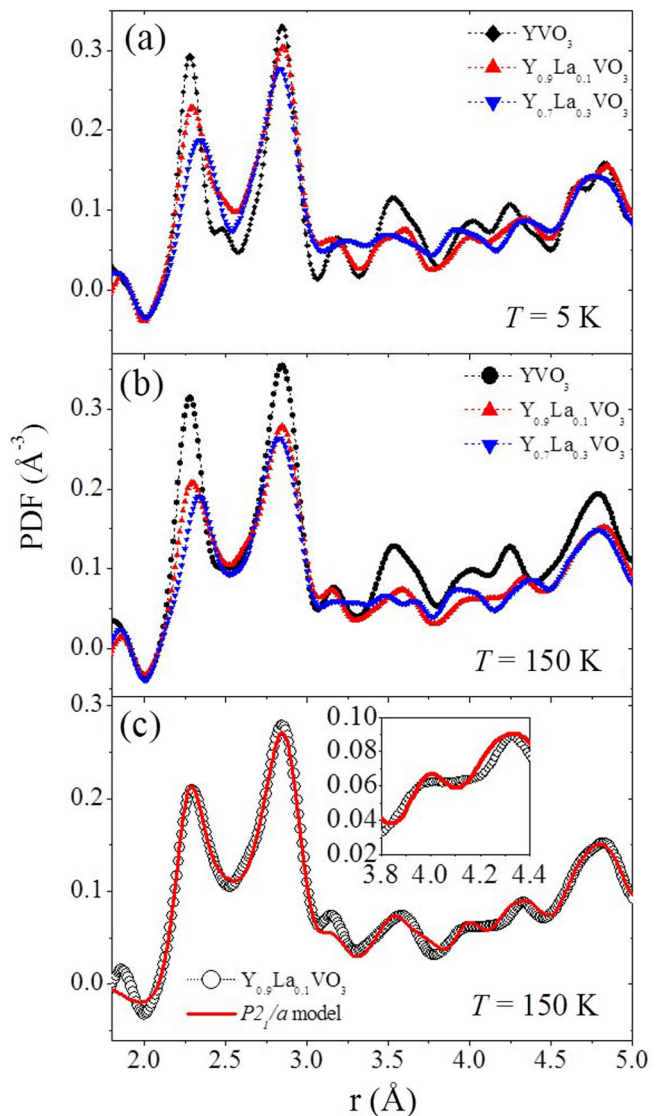 (a)
YVO₃
Y₀.₉La₀.₁VO₃
Y₀.₇La₀.₃VO₃
0.3
0.2
0.1
0.0
T = 5 K
(b)
YVO₃
Y₀.₉La₀.₁VO₃
Y₀.₇La₀.₃VO₃
0.3
0.2
0.1
0.0
T = 150 K
PDF (Å⁻³)
(c)
0.3
0.2
0.1
0.0
0.10
0.08
0.06
0.04
0.02
3.8 4.0 4.2 4.4
Y₀.₉La₀.₁VO₃
P2₁/a model
T = 150 K
2.0 2.5 3.0 3.5 4.0 4.5 5.0
r (Å)